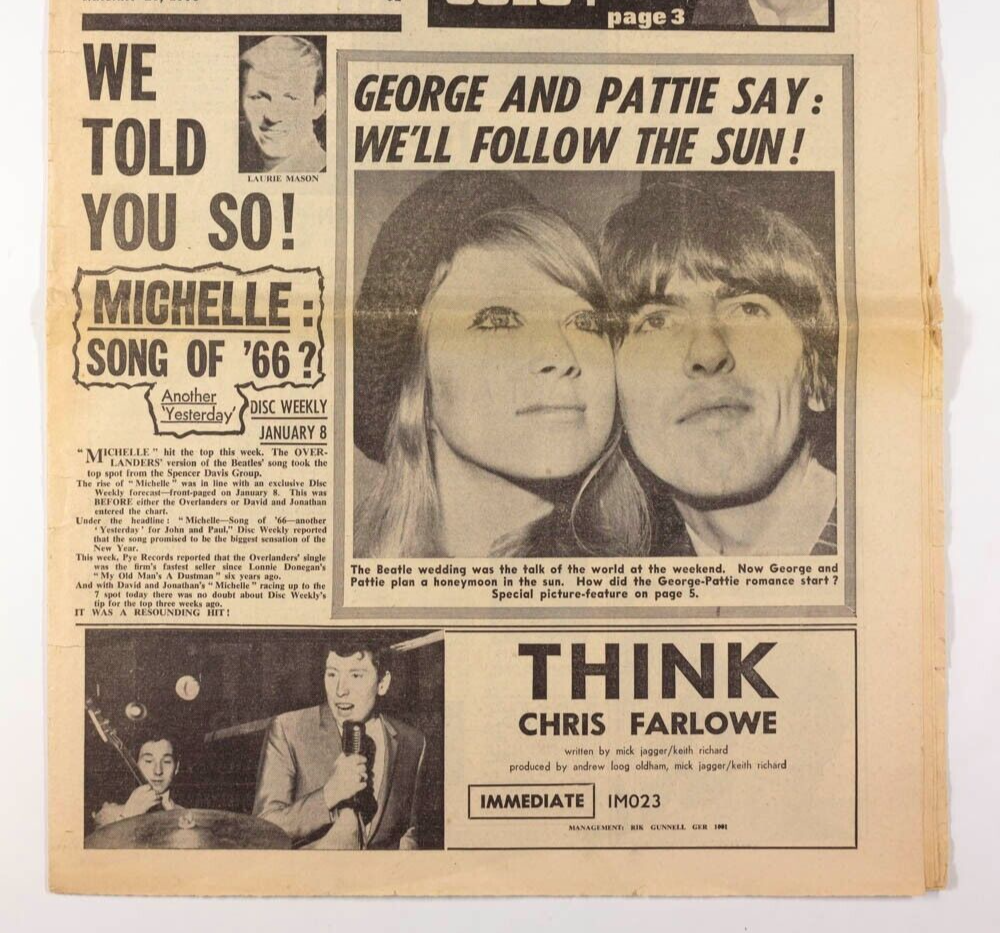 page 3
WE
TOLD
YOU SO!
LAURIE MASON
MICHELLE :
SONG OF '66?
Another
'Yesterday'
DISC WEEKLY
JANUARY 8
"MICHELLE" hit the top this week. The OVER-
LANDERS' version of the Beatles' song took the
top spot from the Spencer Davis Group.
The rise of "Michelle" was in line with an exclusive Disc
Weekly forecast—front-paged on January 8. This was
BEFORE either the Overlanders or David and Jonathan
entered the chart.
Under the headline: "Michelle—Song of '66—another
'Yesterday' for John and Paul," Disc Weekly reported
that the song promised to be the biggest sensation of the
New Year.
This week, Pye Records reported that the Overlanders' single
was the firm's fastest seller since Lonnie Donegan's
"My Old Man's A Dustman" six years ago.
And with David and Jonathan's "Michelle" racing up to the
7 spot today there was no doubt about Disc Weekly's
tip for the top three weeks ago.
IT WAS A RESOUNDING HIT!
GEORGE AND PATTIE SAY:
WE'LL FOLLOW THE SUN!
The Beatle wedding was the talk of the world at the weekend. Now George and
Pattie plan a honeymoon in the sun. How did the George-Pattie romance start?
Special picture-feature on page 5.
THINK
CHRIS FARLOWE
written by mick jagger/keith richard
produced by andrew loog oldham, mick jagger/keith richard
IMMEDIATE IM023
MANAGEMENT: RIK GUNNELL GER 1001